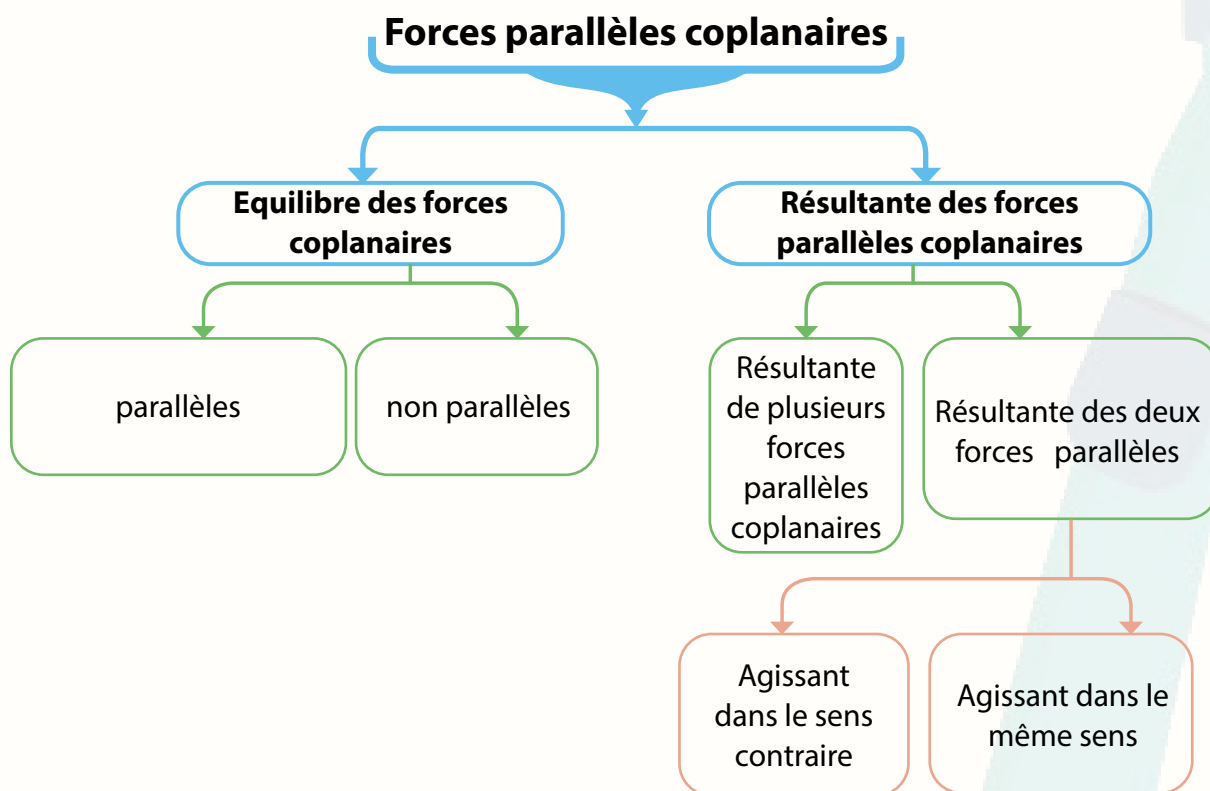 Forces parallèles coplanaires
Equilibre des forces
coplanaires
Résultante des forces
parallèles coplanaires
parallèles
non parallèles
Résultante
de plusieurs
forces
parallèles
coplanaires
Résultante des deux
forces parallèles
Agissant
dans le sens
contraire
Agissant dans le
même sens